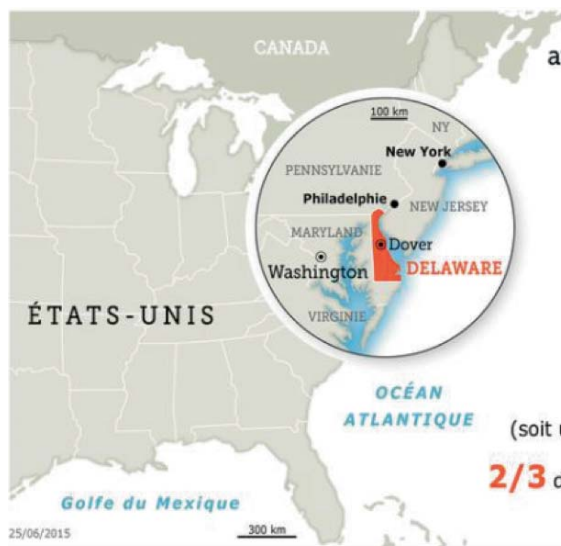 CANADA
a
100 km
NY
New York
PENNSYLVANIE
Philadelphie
NEW JERSEY
MARYLAND
Dover
Washington
DELAWARE
ÉTATS-UNIS
VIRGINIE
OCÉAN
ATLANTIQUE
(soit u
2/3 d
Golfe du Mexique
25/06/2015
300 km